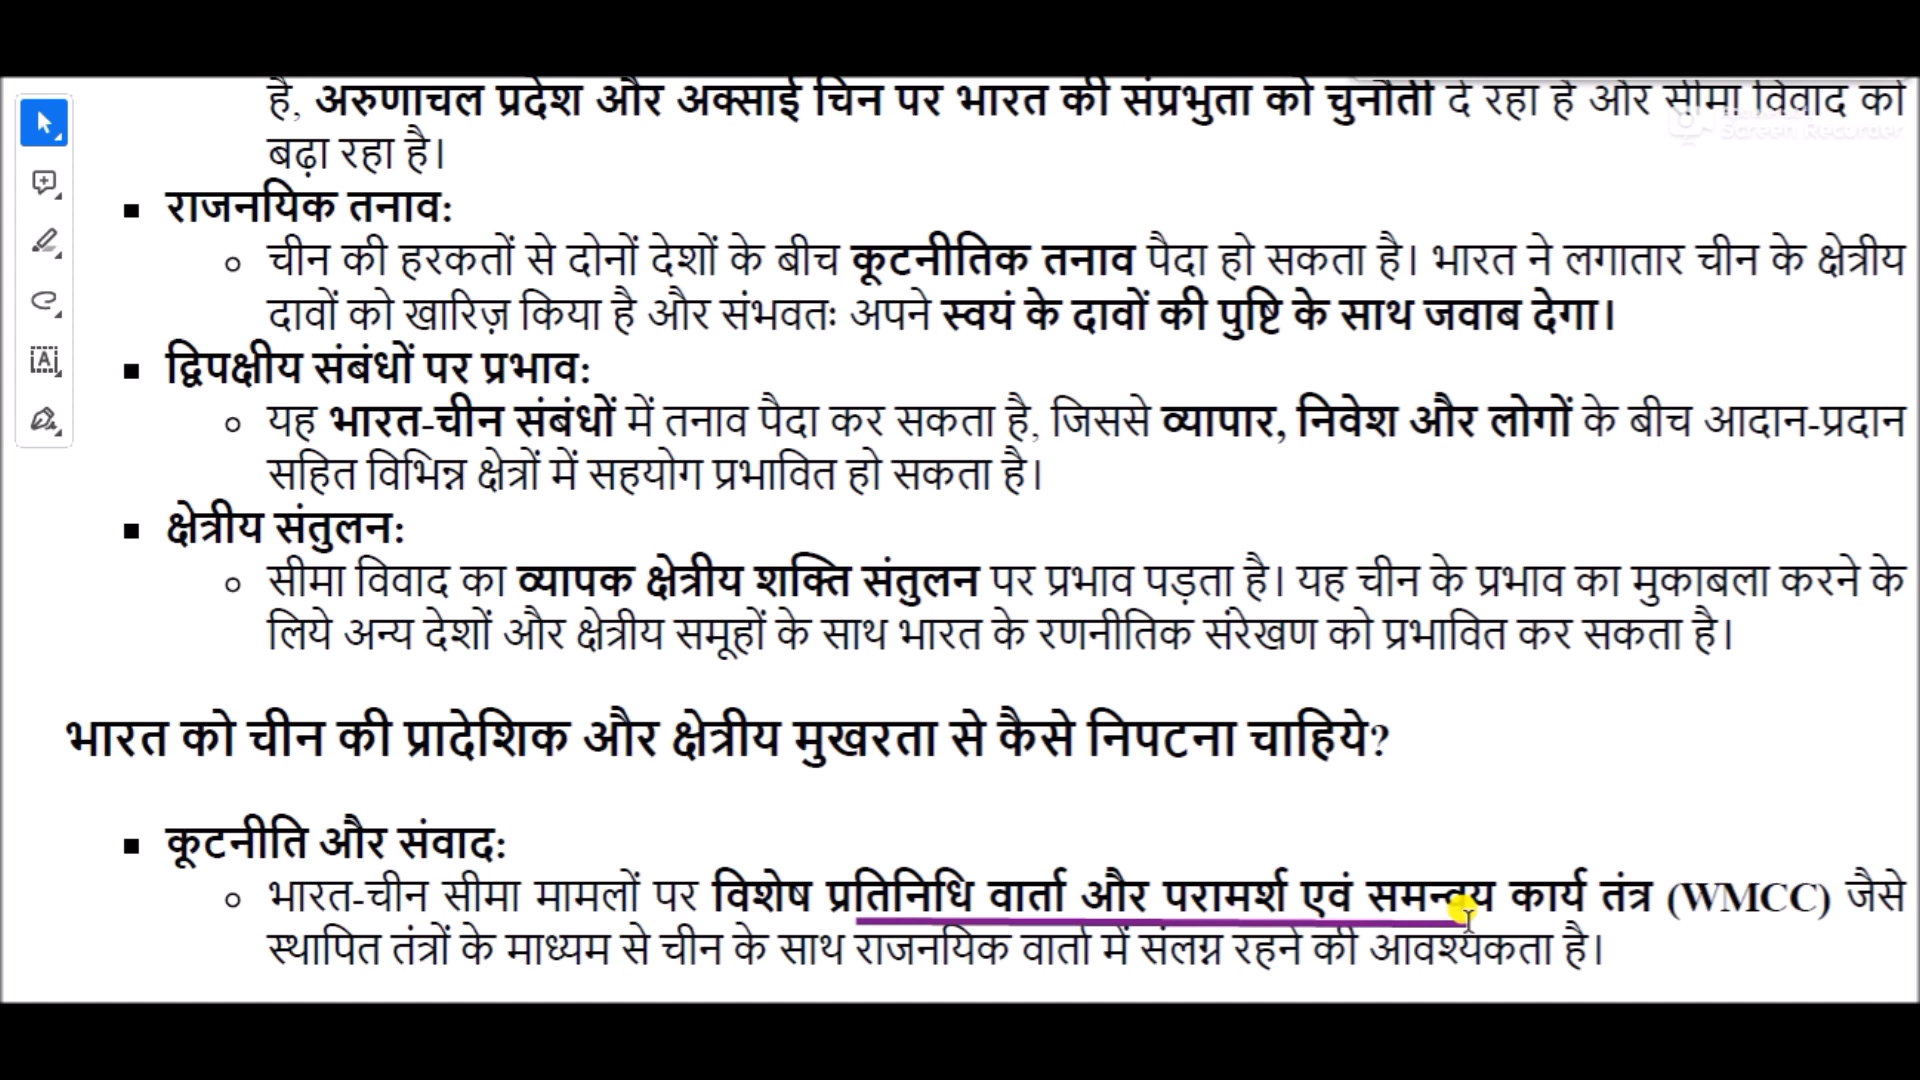 है, अरुणाचल प्रदेश और अक्साई चिन पर भारत की संप्रभुता को चुनौती दे रहा है और सीमा विवाद को
Screen Recorder
बढ़ा रहा है।
▪ राजनयिक तनाव:
○ चीन की हरकतों से दोनों देशों के बीच कूटनीतिक तनाव पैदा हो सकता है। भारत ने लगातार चीन के क्षेत्रीय
दावों को खारिज़ किया है और संभवतः अपने स्वयं के दावों की पुष्टि के साथ जवाब देगा।
▪ द्विपक्षीय संबंधों पर प्रभाव:
○ यह भारत-चीन संबंधों में तनाव पैदा कर सकता है, जिससे व्यापार, निवेश और लोगों के बीच आदान-प्रदान
सहित विभिन्न क्षेत्रों में सहयोग प्रभावित हो सकता है।
▪ क्षेत्रीय संतुलन:
○ सीमा विवाद का व्यापक क्षेत्रीय शक्ति संतुलन पर प्रभाव पड़ता है। यह चीन के प्रभाव का मुकाबला करने के
लिये अन्य देशों और क्षेत्रीय समूहों के साथ भारत के रणनीतिक संरेखण को प्रभावित कर सकता है।
भारत को चीन की प्रादेशिक और क्षेत्रीय मुखरता से कैसे निपटना चाहिये?
▪ कूटनीति और संवाद:
○ भारत-चीन सीमा मामलों पर विशेष प्रतिनिधि वार्ता और परामर्श एवं समन्वय कार्य तंत्र (WMCC) जैसे
स्थापित तंत्रों के माध्यम से चीन के साथ राजनयिक वार्ता में संलग्न रहने की आवश्यकता है।